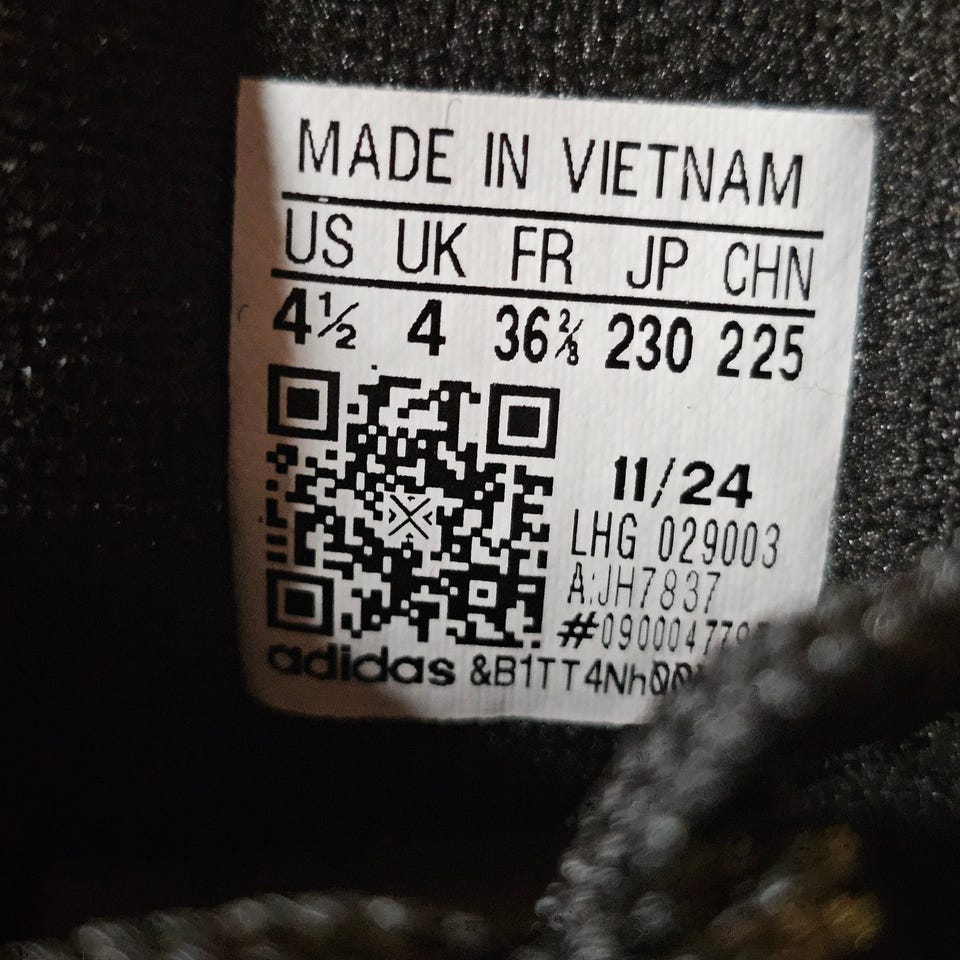 MADE IN VIETNAM
US UK FR JP CHN
4½ 4 36⅔ 230 225
11/24
LHG 029003
A:JH7837
adidas